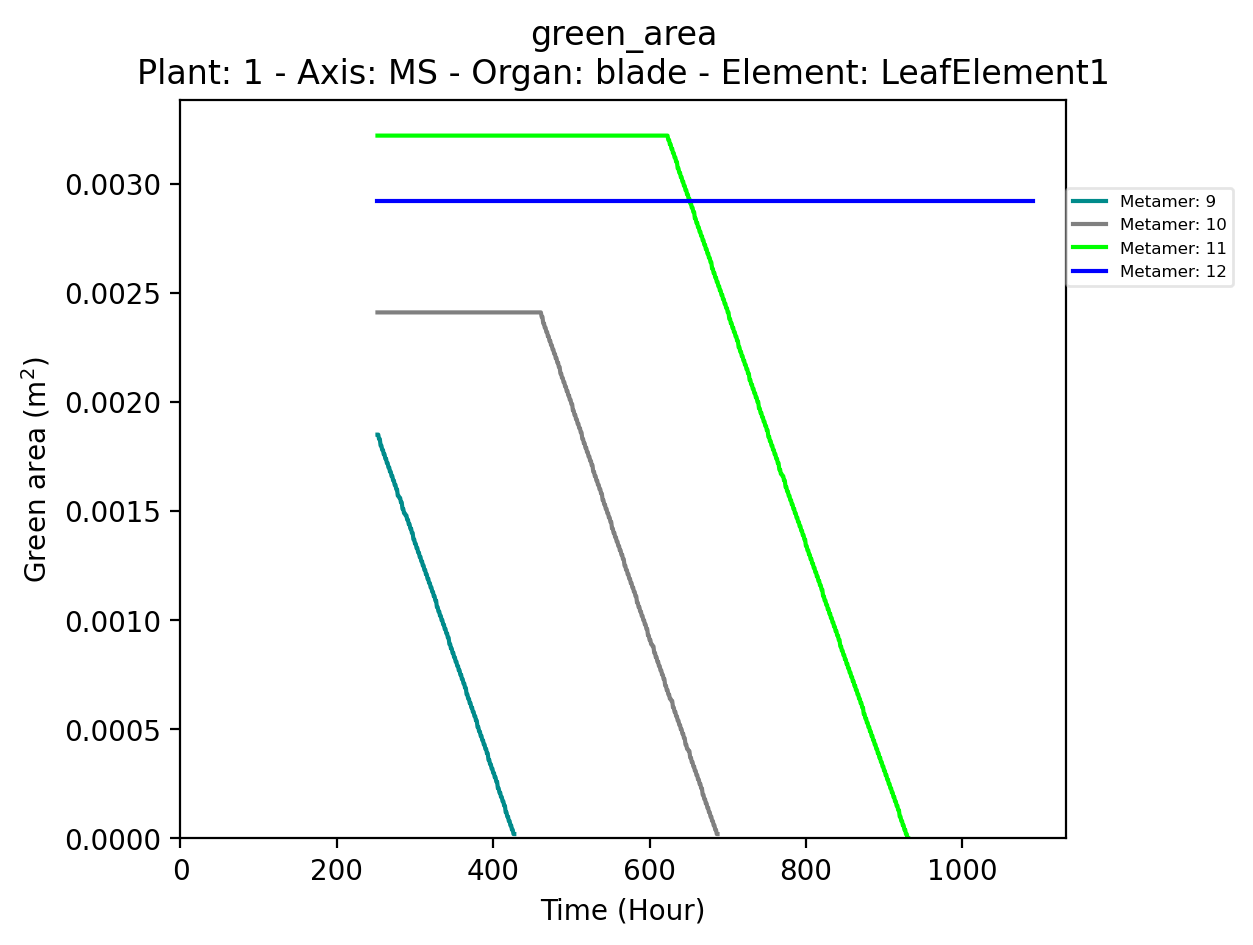 green_area
Plant: 1 - Axis: MS - Organ: blade - Element: LeafElement1
Green area (m²)
0.0030
0.0025
0.0020
0.0015
0.0010
0.0005
0.0000
0
200
400
600
800
1000
Time (Hour)
Metamer: 9
Metamer: 10
Metamer: 11
Metamer: 12